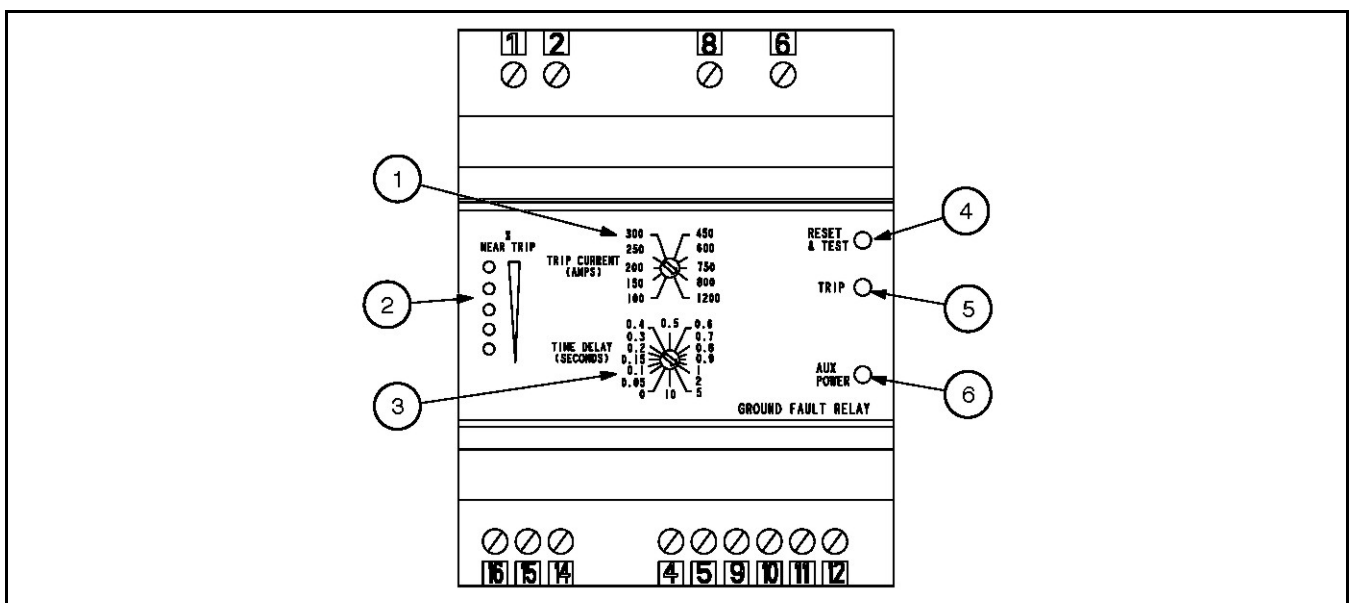 1 2 8 6
1
4
%
NEAR TRIP
TRIP CURRENT
(AMPS)
300 450
250 600
200 750
150 800
100 1200
RESET
& TEST
2
TRIP
5
TIME DELAY
(SECONDS)
0.4 0.5 0.6
0.3 0.7
0.2 0.8
0.15 0.9
0.1 1
0.05 2
0 10 5
3
AUX
POWER
6
GROUND FAULT RELAY
16 15 14 4 5 9 10 11 12